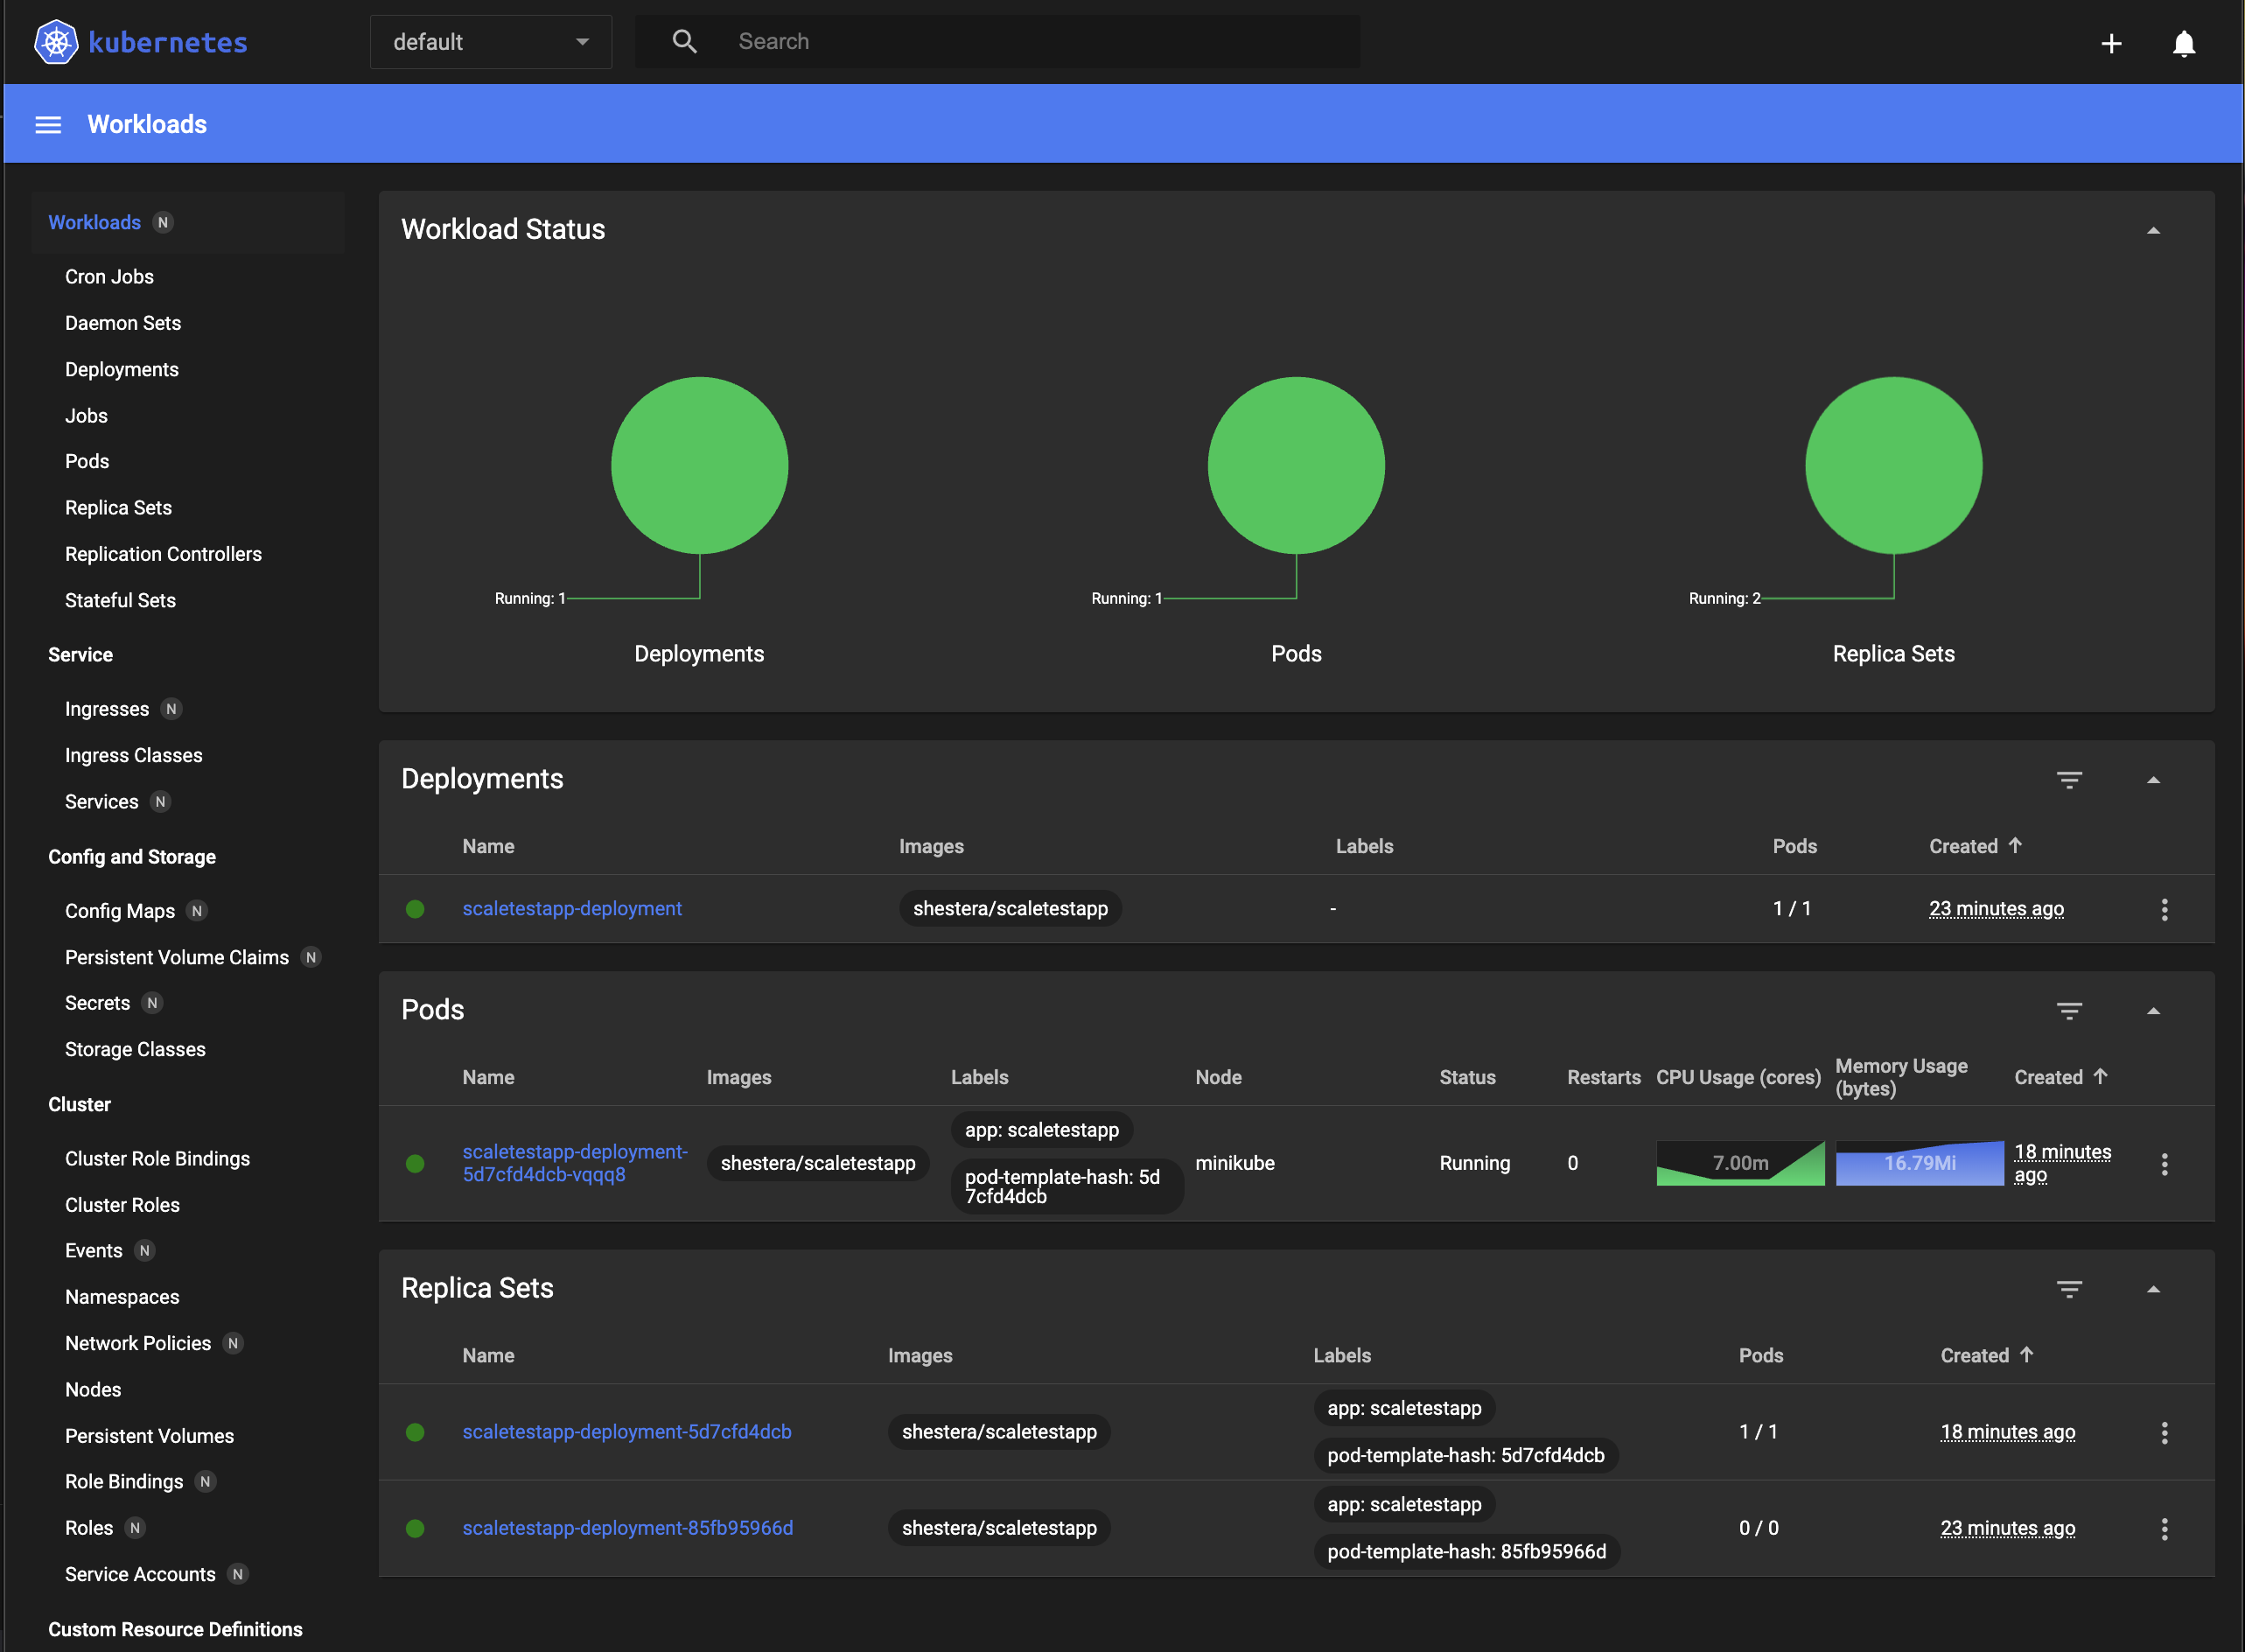 kubernetes
default
Search
Workloads
Workloads N
Cron Jobs
Daemon Sets
Deployments
Jobs
Pods
Replica Sets
Replication Controllers
Stateful Sets
Service
Ingresses N
Ingress Classes
Services N
Config and Storage
Config Maps N
Persistent Volume Claims N
Secrets N
Storage Classes
Cluster
Cluster Role Bindings
Cluster Roles
Events N
Namespaces
Network Policies N
Nodes
Persistent Volumes
Role Bindings N
Roles N
Service Accounts N
Custom Resource Definitions
Workload Status
Running: 1
Deployments
Running: 1
Pods
Running: 2
Replica Sets
Deployments
Name Images Labels Pods Created ↑
scaletestapp-deployment shestera/scaletestapp - 1 / 1 23 minutes ago
Pods
Name Images Labels Node Status Restarts CPU Usage (cores) Memory Usage
(bytes) Created ↑
scaletestapp-deployment-
5d7cfd4dcb-vqqq8
shestera/scaletestapp
app: scaletestapp
pod-template-hash: 5d
7cfd4dcb
minikube
Running
0
7.00m
16.79Mi
18 minutes
ago
Replica Sets
Name Images Labels Pods Created ↑
scaletestapp-deployment-5d7cfd4dcb
shestera/scaletestapp
app: scaletestapp
pod-template-hash: 5d7cfd4dcb
1 / 1
18 minutes ago
scaletestapp-deployment-85fb95966d
shestera/scaletestapp
app: scaletestapp
pod-template-hash: 85fb95966d
0 / 0
23 minutes ago